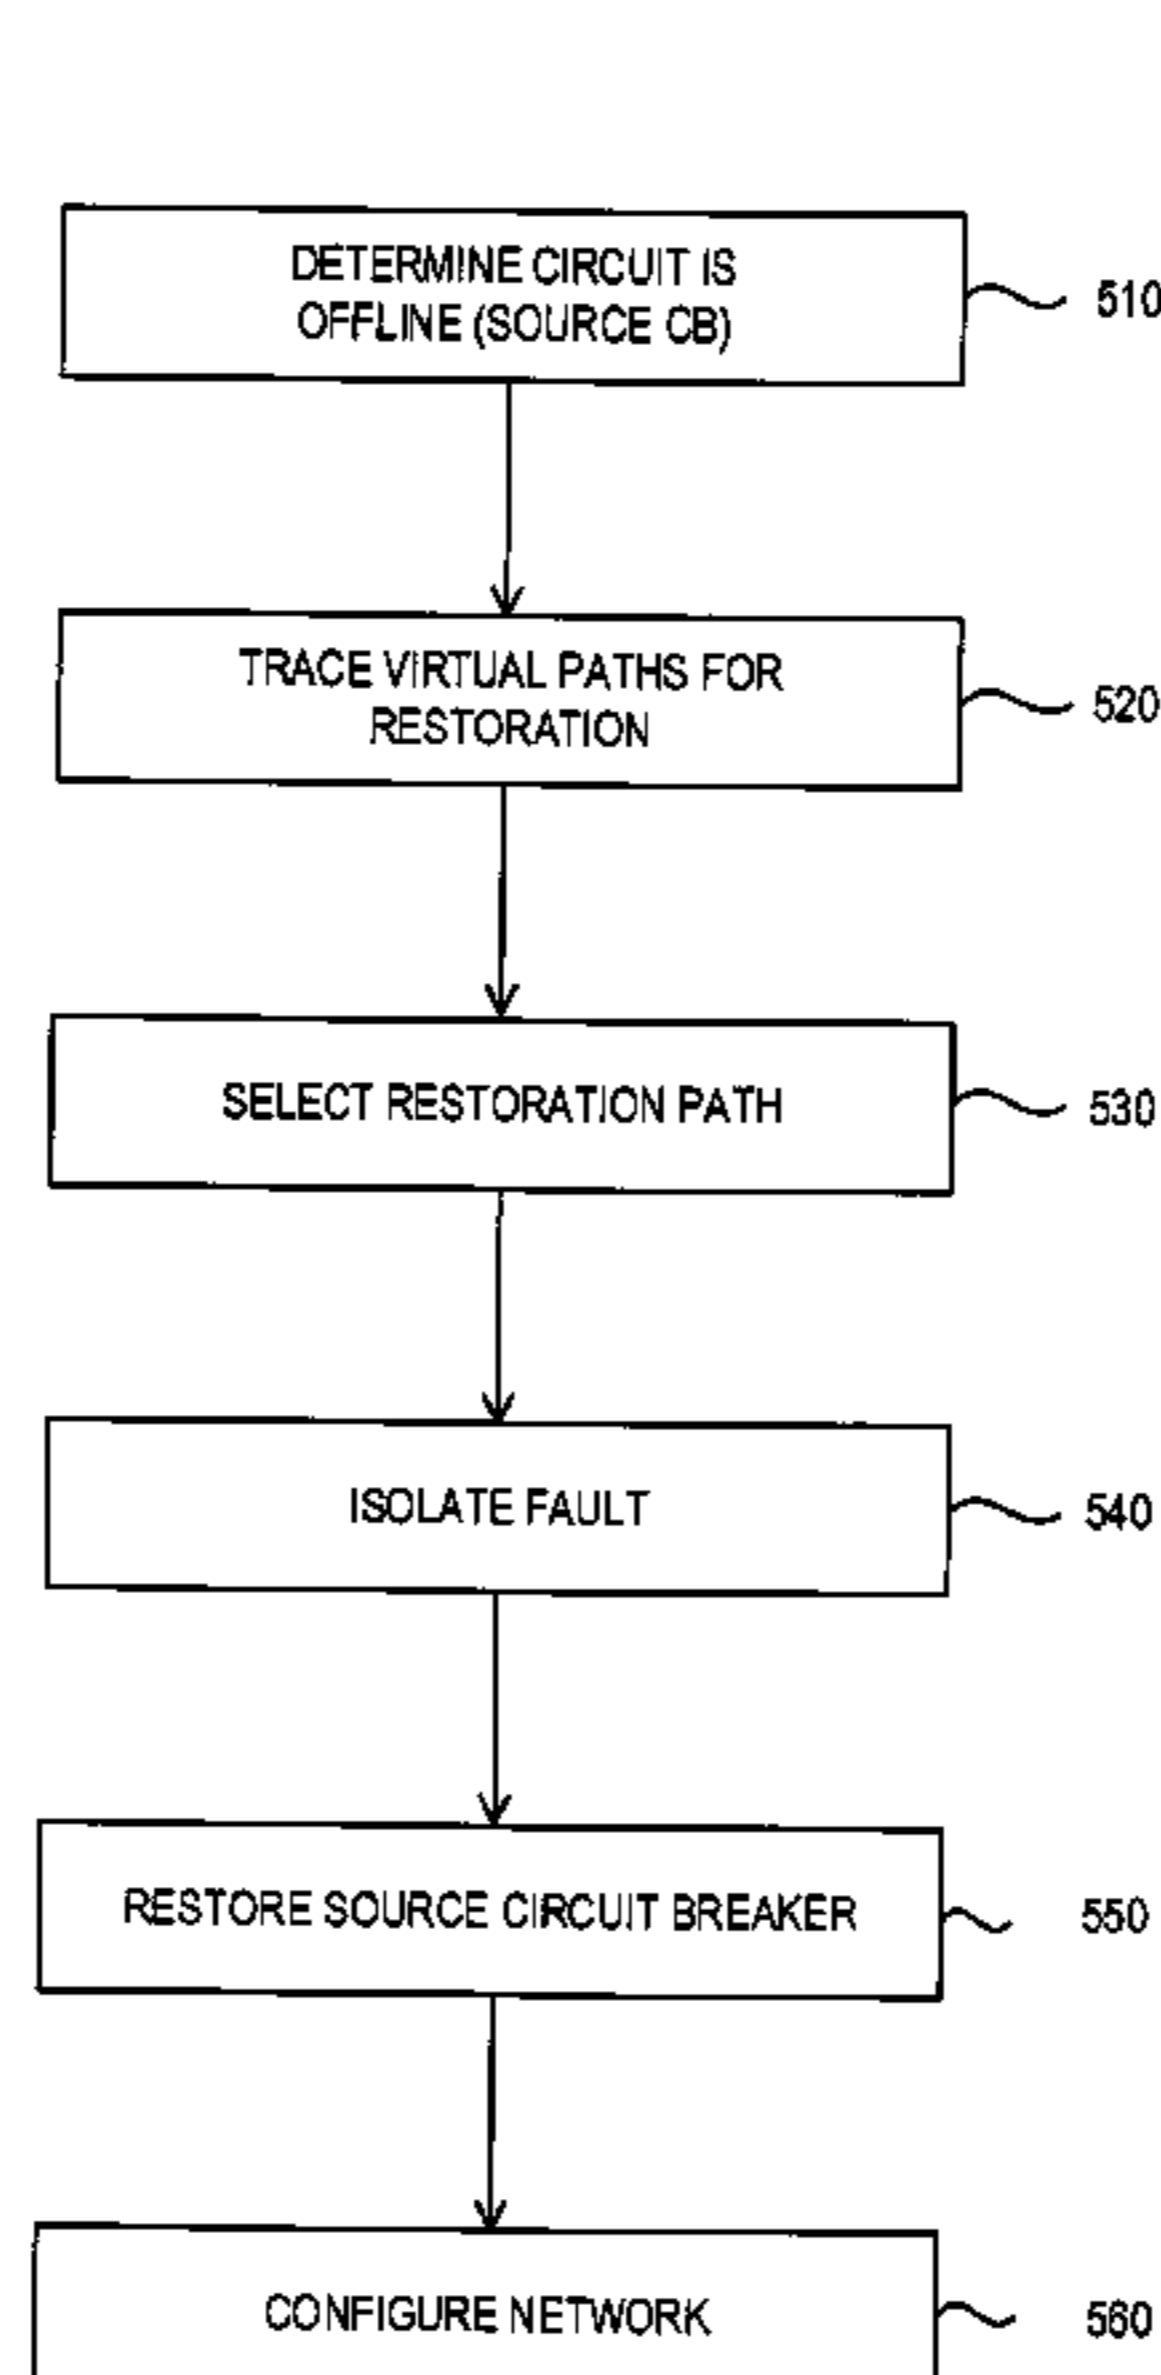 DETERMINE CIRCUIT IS
OFFLINE (SOURCE CB)
510
TRACE VIRTUAL PATHS FOR
RESTORATION
520
SELECT RESTORATION PATH
530
ISOLATE FAULT
540
RESTORE SOURCE CIRCUIT BREAKER
550
CONFIGURE NETWORK
560